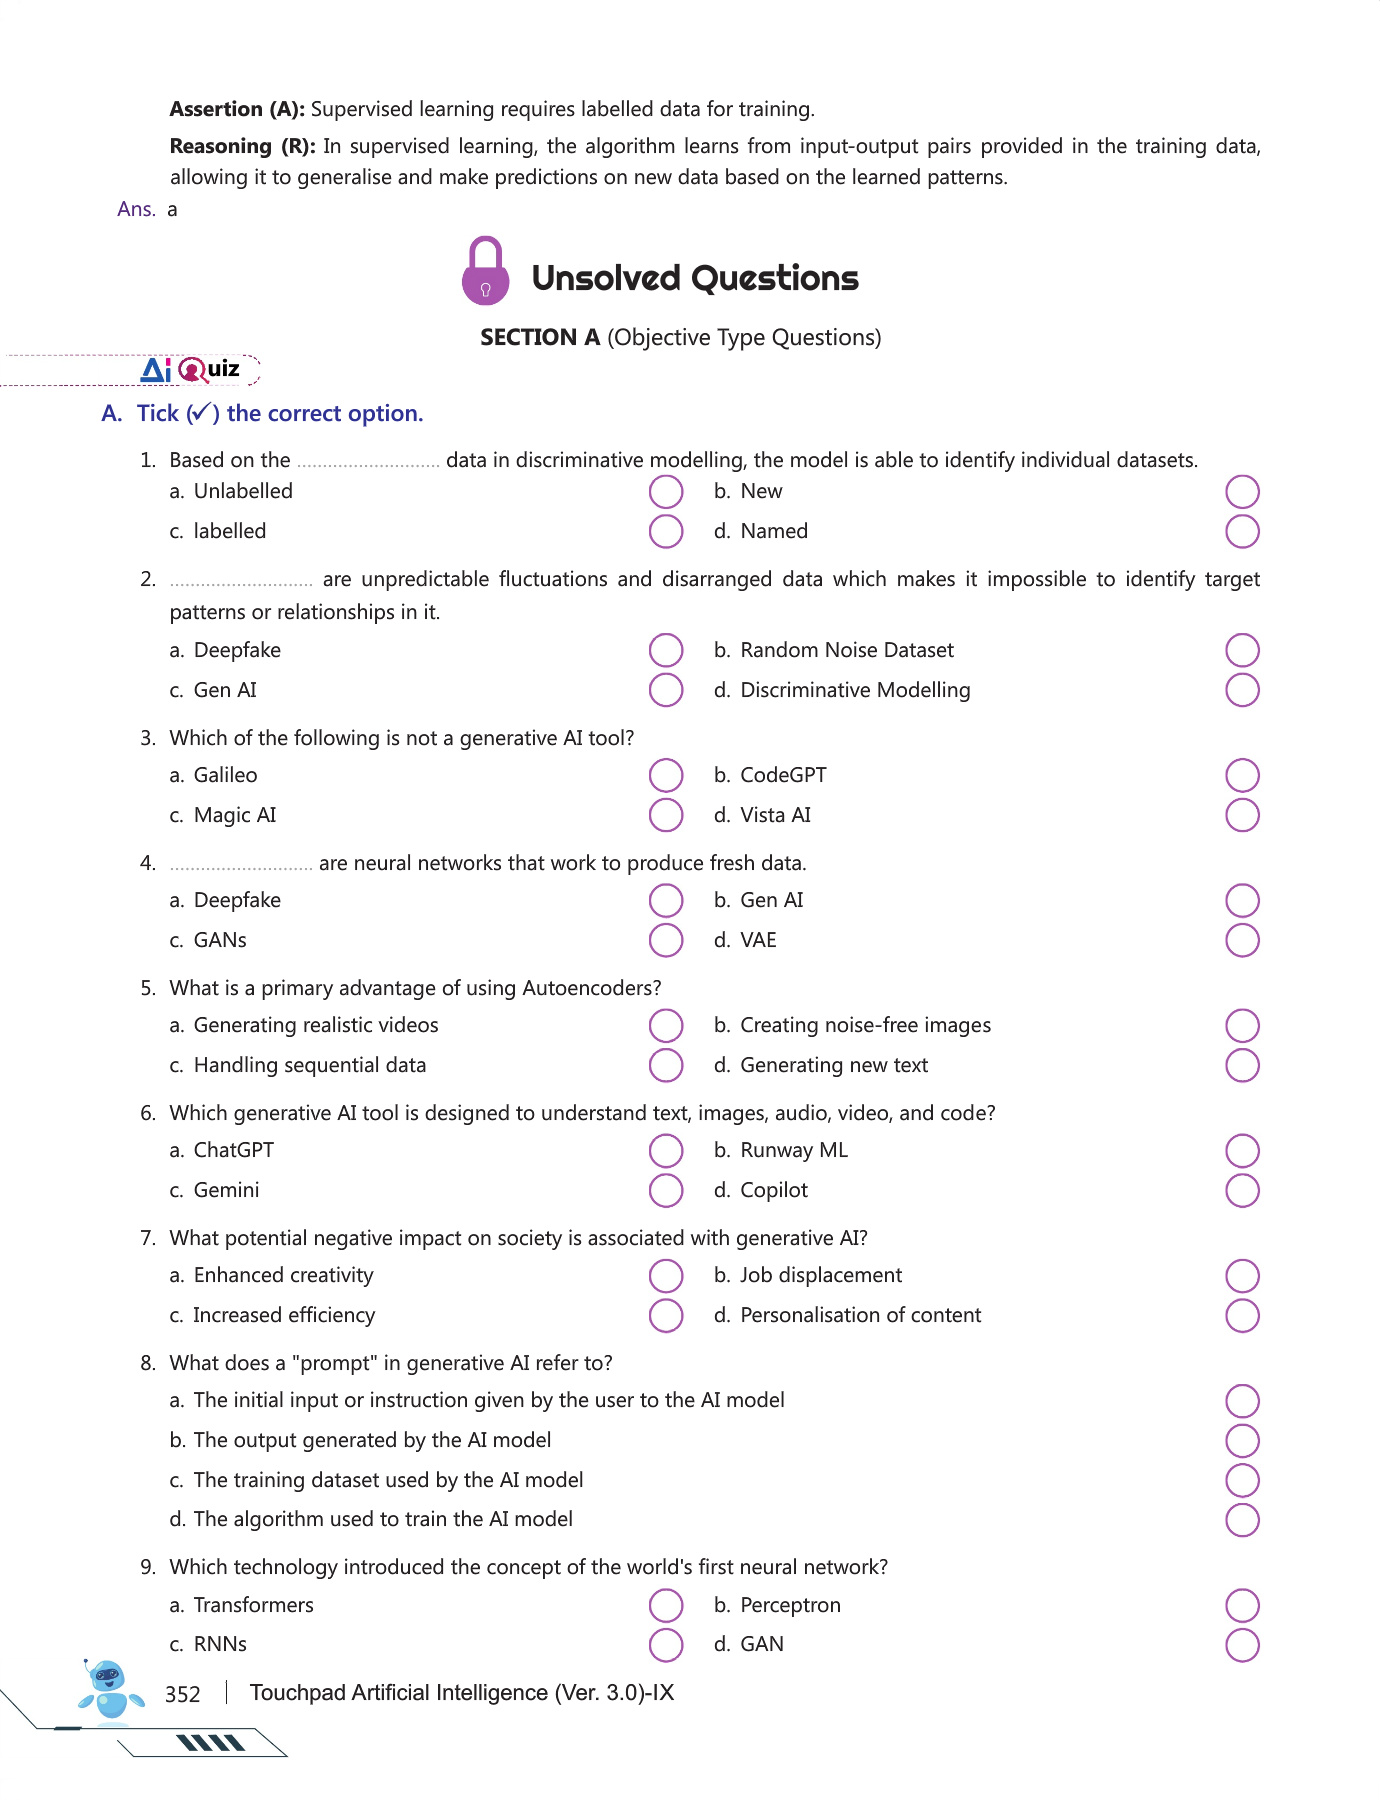 Assertion (A): Supervised learning requires labelled data for training.
Reasoning (R): In supervised learning, the algorithm learns from input-output pairs provided in the training data,
allowing it to generalise and make predictions on new data based on the learned patterns.
Ans. a
Unsolved Questions
SECTION A (Objective Type Questions)
AI Quiz
A. Tick (✓) the correct option.
1. Based on the ............................ data in discriminative modelling, the model is able to identify individual datasets.
a. Unlabelled b. New
c. labelled d. Named
2. ............................ are unpredictable fluctuations and disarranged data which makes it impossible to identify target
patterns or relationships in it.
a. Deepfake b. Random Noise Dataset
c. Gen AI d. Discriminative Modelling
3. Which of the following is not a generative AI tool?
a. Galileo b. CodeGPT
c. Magic AI d. Vista AI
4. ............................ are neural networks that work to produce fresh data.
a. Deepfake b. Gen AI
c. GANs d. VAE
5. What is a primary advantage of using Autoencoders?
a. Generating realistic videos b. Creating noise-free images
c. Handling sequential data d. Generating new text
6. Which generative AI tool is designed to understand text, images, audio, video, and code?
a. ChatGPT b. Runway ML
c. Gemini d. Copilot
7. What potential negative impact on society is associated with generative AI?
a. Enhanced creativity b. Job displacement
c. Increased efficiency d. Personalisation of content
8. What does a "prompt" in generative AI refer to?
a. The initial input or instruction given by the user to the AI model
b. The output generated by the AI model
c. The training dataset used by the AI model
d. The algorithm used to train the AI model
9. Which technology introduced the concept of the world's first neural network?
a. Transformers b. Perceptron
c. RNNs d. GAN
352 | Touchpad Artificial Intelligence (Ver. 3.0)-IX